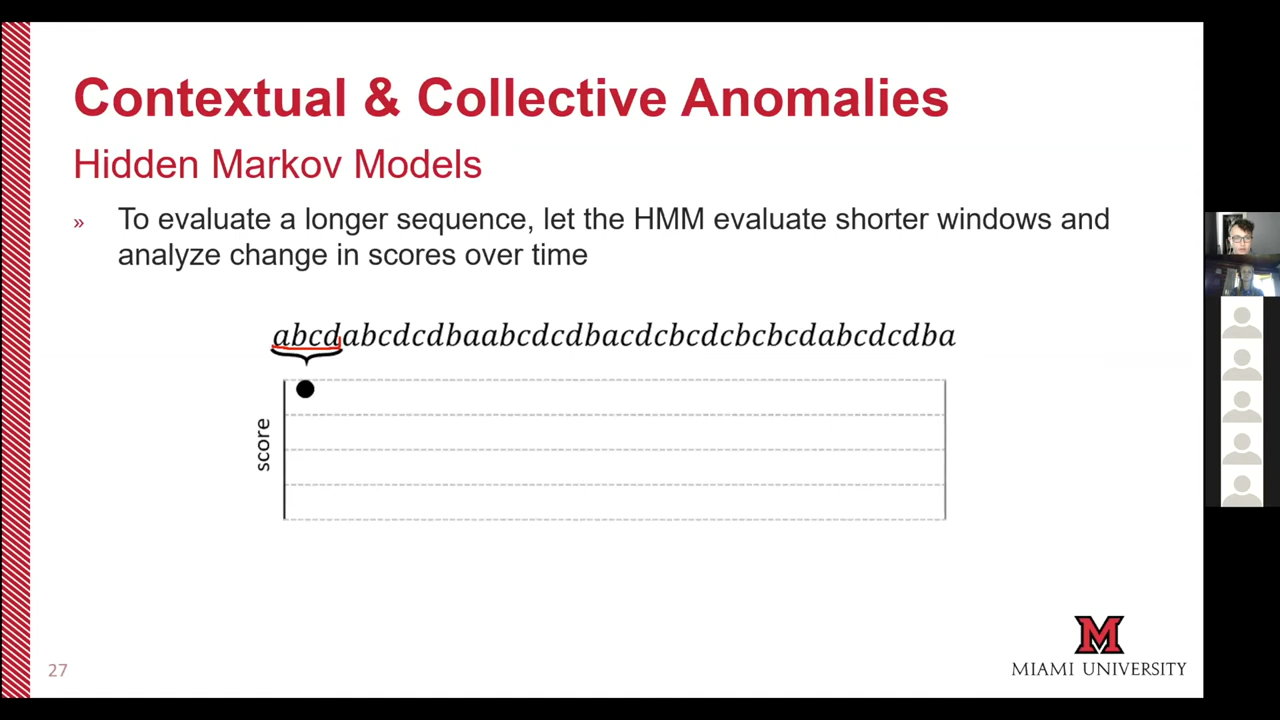 Contextual & Collective Anomalies
Hidden Markov Models
» To evaluate a longer sequence, let the HMM evaluate shorter windows and
analyze change in scores over time
abcdabcdcdbaabcdcdbacdcbcdcbcbcdabcdcdba
score
27
M
MIAMI UNIVERSITY